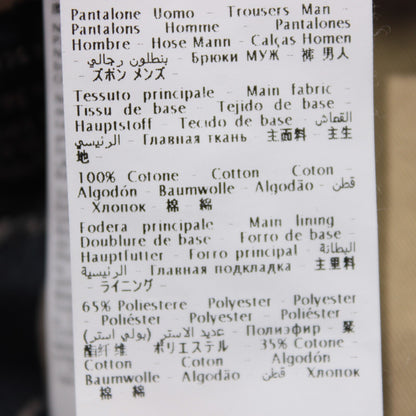 Pantalone Uomo - Trousers Man -
Pantalons Homme - Pantalones
Hombre - Hose Mann - Calças Homen
- بنطلون رجالي - Брюки МУЖ - 裤 男人
- ズボン メンズ -
Tessuto principale - Main fabric -
Tissu de base - Tejido de base -
Hauptstoff - Tecido de base - القماش
الرئيسي - Главная ткань - 主面料 - 主生
地 -
100% Cotone - Cotton - Coton -
Algodón - Baumwolle - Algodão - قطن
- Хлопок - 棉 - 綿
Fodera principale - Main lining -
Doublure de base - Forro de base -
Hauptfutter - Forro principal - البطانة
الرئيسية - Главная подкладка - 主里料
- ライニング -
65% Poliestere - Polyester - Polyester
- Poliéster - Polyester - Poliéster
- عديد الاستر (بولي استر) - Полиэфир - 聚
酯纤维 - ポリエステル - 35% Cotone -
Cotton - Coton - Algodón -
Baumwolle - Algodão - قطن - Хлопок
- 棉 - 綿